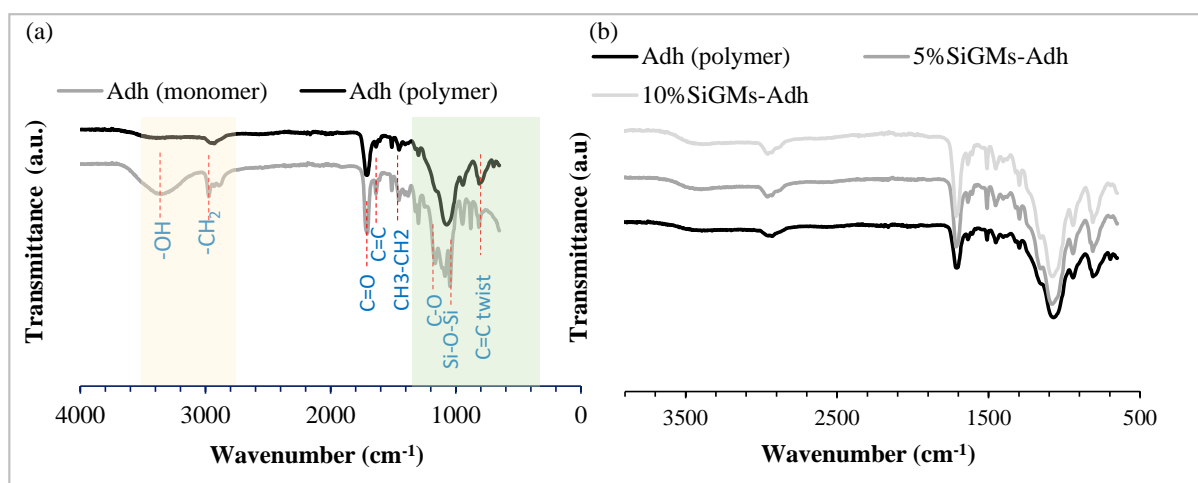 (a)
Adh (monomer) Adh (polymer)
Transmittance (a.u.)
-OH
-CH2
C=O
C=C
CH3-CH2
C-O
Si-O-Si
C=C twist
4000 3000 2000 1000 0
Wavenumber (cm-1)
(b)
Adh (polymer) 5%SiGMs-Adh
10%SiGMs-Adh
Transmittance (a.u)
3500 2500 1500 500
Wavenumber (cm-1)